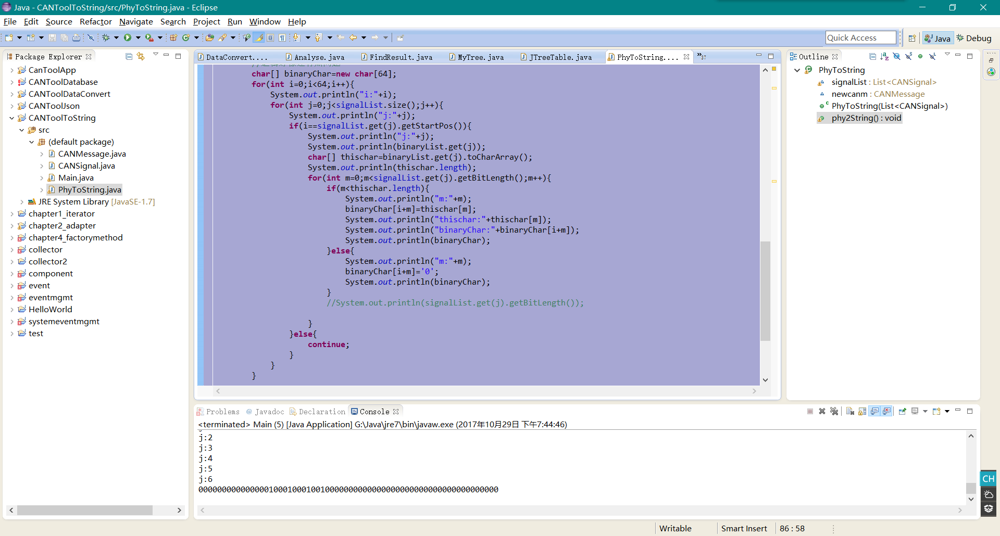 Java - CANToolToString/src/PhyToString.java - Eclipse
File Edit Source Refactor Navigate Search Project Run Window Help
Quick Access
Java
Debug
Package Explorer
CanToolApp
CANToolDatabase
CANToolDataConvert
CANToolJson
CANToolToString
src
(default package)
CANMessage.java
CANSignal.java
Main.java
PhyToString.java
JRE System Library [JavaSE-1.7]
chapter1_iterator
chapter2_adapter
chapter4_factorymethod
collector
collector2
component
event
eventmgmt
HelloWorld
systemeventmgmt
test
DataConvert.... Analyse.java FindResult.java MyTree.java JTreeTable.java PhyToString.... »37
char[] binaryChar=new char[64];
for(int i=0;i<64;i++){
System.out.println("i:"+i);
for(int j=0;j<signalList.size();j++){
System.out.println("j:"+j);
if(i==signalList.get(j).getStartPos()){
System.out.println("j:"+j);
System.out.println(binaryList.get(j));
char[] thischar=binaryList.get(j).toCharArray();
System.out.println(thischar.length);
for(int m=0;m<signalList.get(j).getBitLength();m++){
if(m<thischar.length){
System.out.println("m:"+m);
binaryChar[i+m]=thischar[m];
System.out.println("thischar:"+thischar[m]);
System.out.println("binaryChar:"+binaryChar[i+m]);
System.out.println(binaryChar);
}else{
System.out.println("m:"+m);
binaryChar[i+m]='0';
System.out.println(binaryChar);
}
//System.out.println(signalList.get(j).getBitLength());
}
}else{
continue;
}
}
}
Outline
PhyToString
signalList : List<CANSignal>
newcanm : CANMessage
PhyToString(List<CANSignal>)
phy2String() : void
Problems @ Javadoc Declaration Console
<terminated> Main (5) [Java Application] G:\Java\jre7\bin\javaw.exe (2017年10月29日 下午7:44:46)
j:2
j:3
j:4
j:5
j:6
0000000000000001000100010010000000000000000000000000000000000000
CH
Writable
Smart Insert
86 : 58